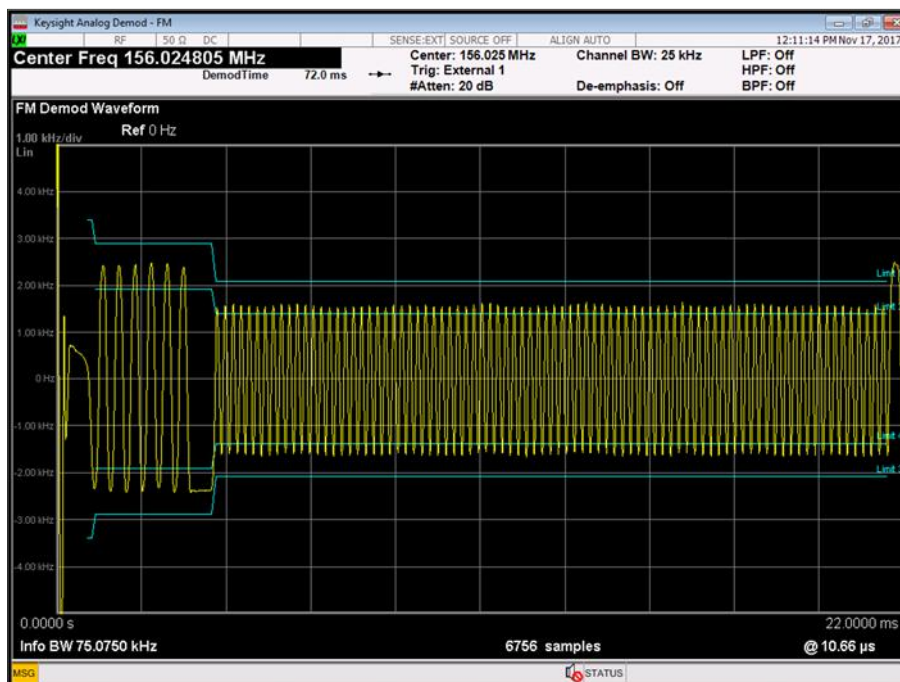 Keysight Analog Demod - FM
LXI RF 50 Ω DC SENSE:EXT SOURCE OFF ALIGN AUTO 12:11:14 PM Nov 17, 2017
Center Freq 156.024805 MHz Center: 156.025 MHz Channel BW: 25 kHz LPF: Off
DemodTime 72.0 ms Trig: External 1 HPF: Off
#Atten: 20 dB De-emphasis: Off BPF: Off
FM Demod Waveform
1.00 kHz/div Ref 0 Hz
Lin
4.00 kHz
3.00 kHz
2.00 kHz
Limit
1.00 kHz
Limit
0 Hz
-1.00 kHz
Limit
-2.00 kHz
Limit
-3.00 kHz
-4.00 kHz
0.0000 s 22.0000 ms
Info BW 75.0750 kHz 6756 samples @ 10.66 µs
MSG STATUS